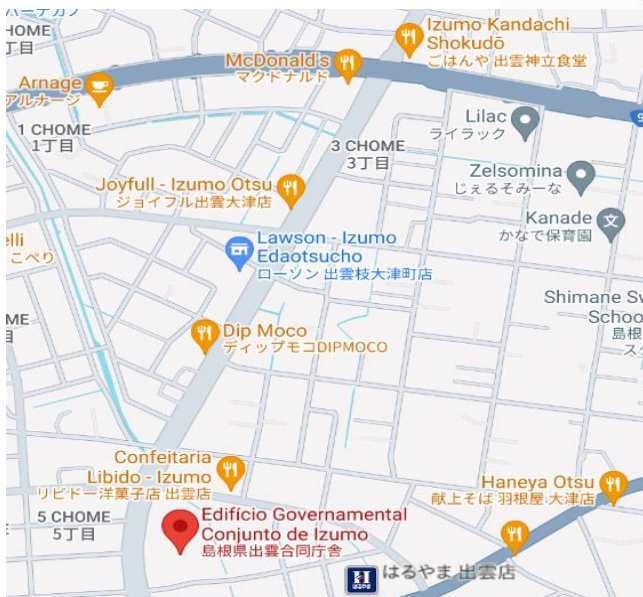 HOME
丁目
Izumo Kandachi
Shokudō
ごはんや 出雲神立食堂
McDonald's
マクドナルド
Arnage
アルナージ
1 CHOME
1丁目
Lilac
ライラック
9
3 CHOME
3丁目
Zelsomina
じぇるそみーな
Joyfull - Izumo Otsu
ジョイフル出雲大津店
Kanade
かなで保育園
文
elli
こぺり
Lawson - Izumo
Edaotsucho
ローソン 出雲枝大津町店
Shimane Sw
Schoo
島根
ス
ME
目
Dip Moco
ディップモコDIPMOCO
Confeitaria
Libido - Izumo
リビドー洋菓子店 出雲店
Haneya Otsu
献上そば 羽根屋 大津店
5 CHOME
5丁目
Edifício Governamental
Conjunto de Izumo
島根県出雲合同庁舎
はるやま 出雲店